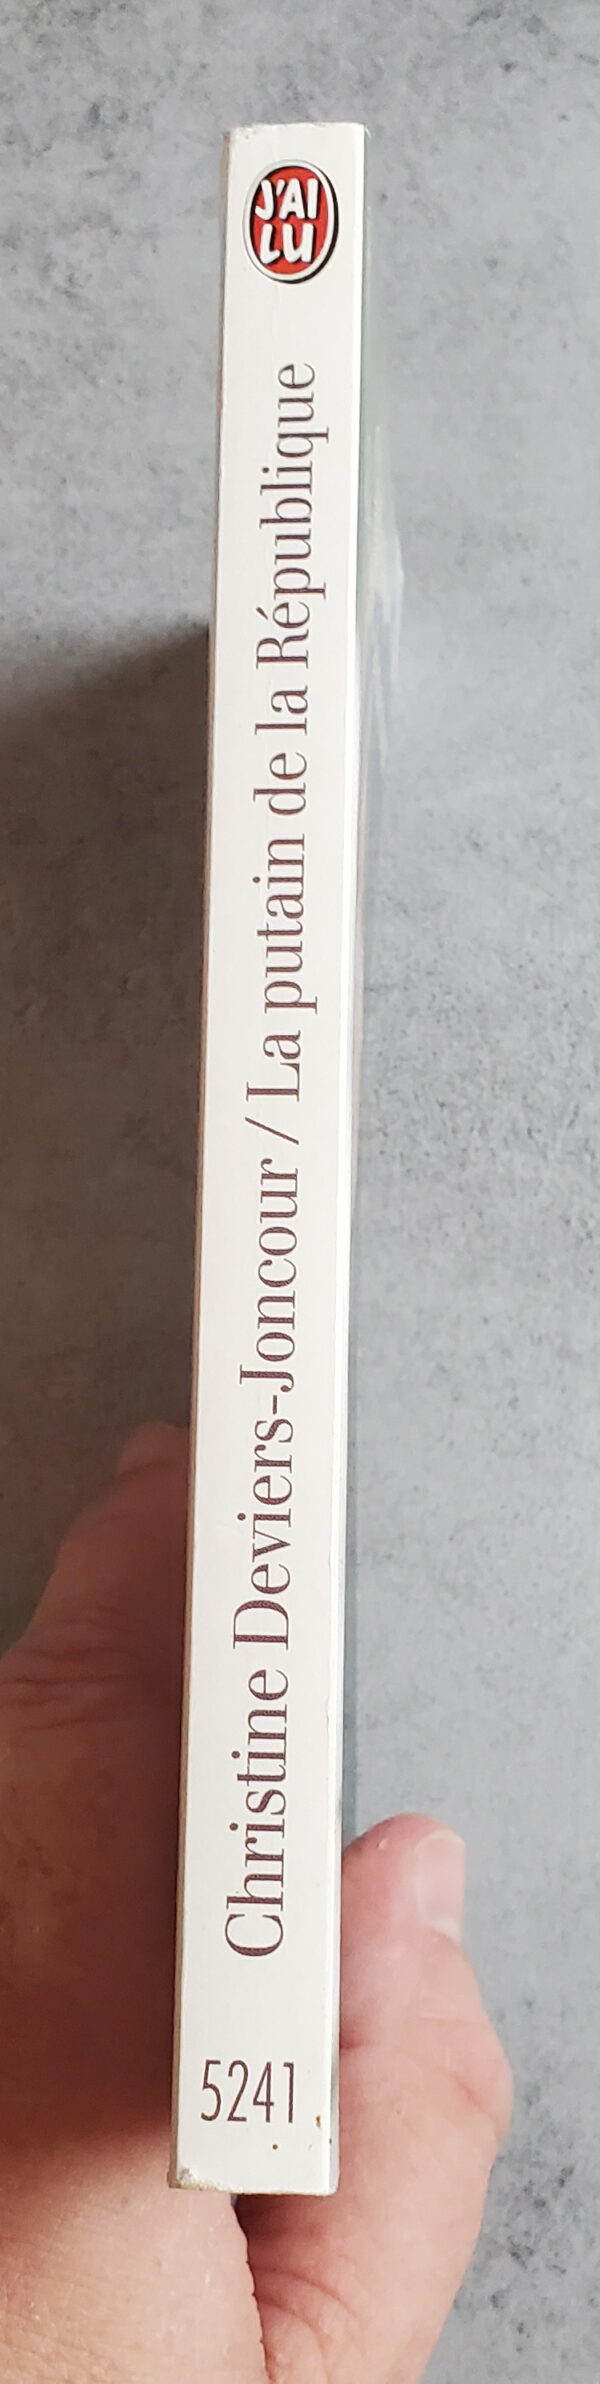 J'AI
LU
Christine Deviers-Joncour / La putain de la République
5241